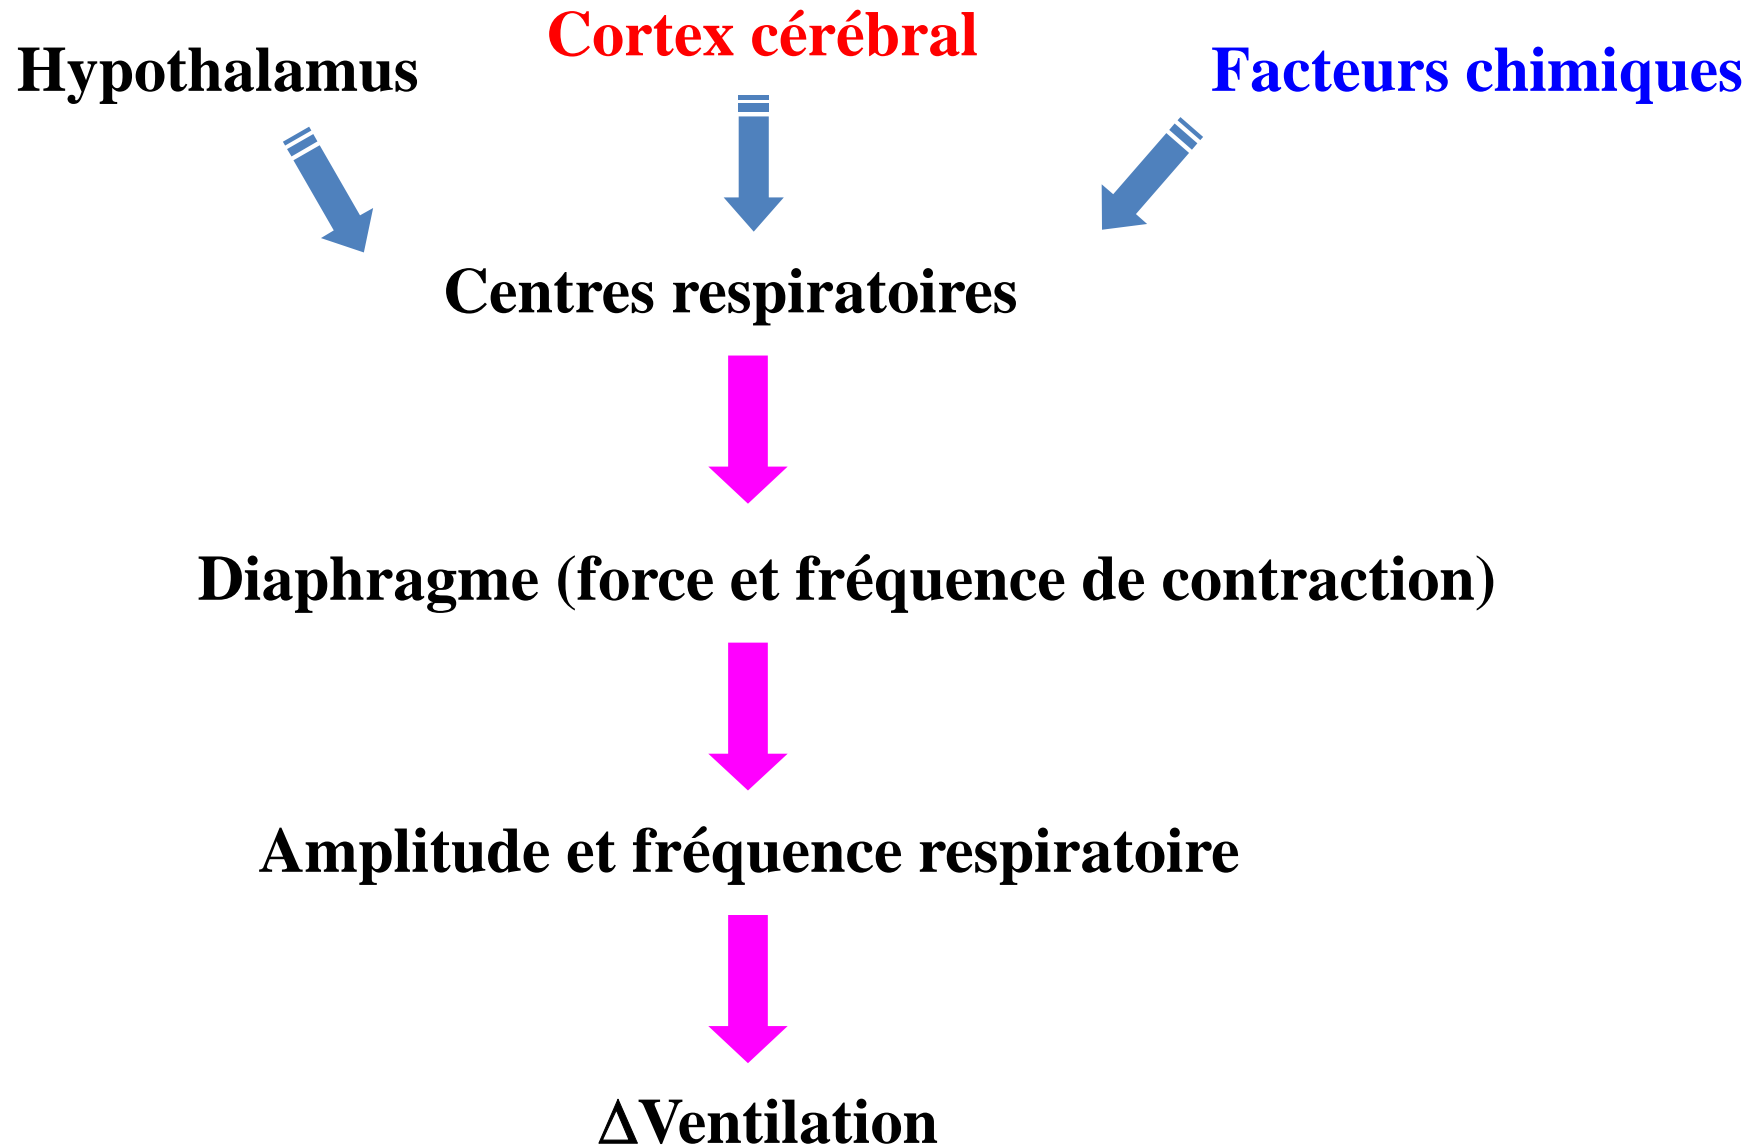 Cortex cérébral
Hypothalamus
Facteurs chimiques
Centres respiratoires
Diaphragme (force et fréquence de contraction)
Amplitude et fréquence respiratoire
ΔVentilation